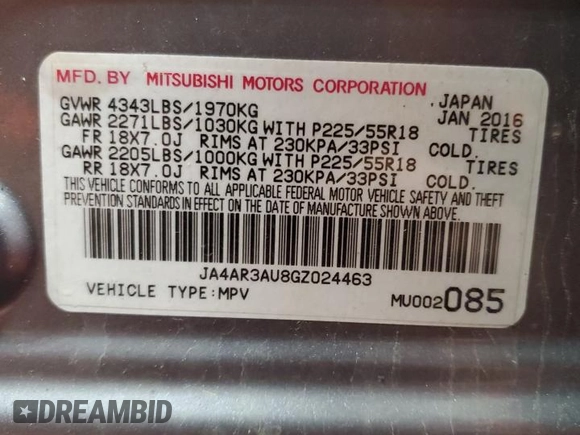 MFD. BY MITSUBISHI MOTORS CORPORATION
GVWR 4343LBS/1970KG JAPAN
GAWR 2271LBS/1030KG WITH P225/55R18 JAN 2016
FR 18X7.0J RIMS AT 230KPA/33PSI TIRES COLD.
GAWR 2205LBS/1000KG WITH P225/55R18
RR 18X7.0J RIMS AT 230KPA/33PSI TIRES COLD.
THIS VEHICLE CONFORMS TO ALL APPLICABLE FEDERAL MOTOR VEHICLE SAFETY AND THEFT
PREVENTION STANDARDS IN EFFECT ON THE DATE OF MANUFACTURE SHOWN ABOVE.
JA4AR3AU8GZ024463
VEHICLE TYPE:MPV MU002085
DREAMBID